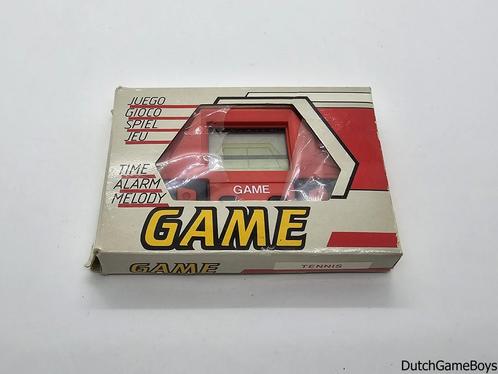 JUEGO
GIOCO
SPIEL
JEU
TIME
ALARM
MELODY
GAME
GAME
GAME
TENNIS
DutchGameBoys